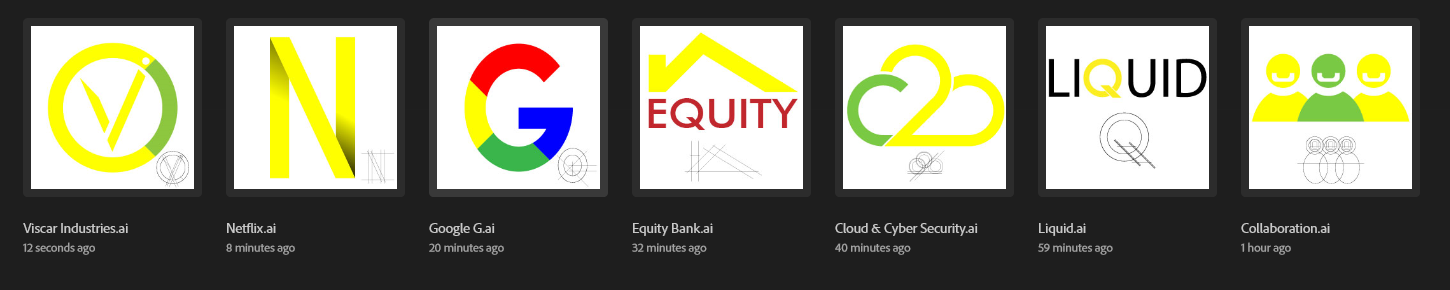 EQUITY
LIQUID
Viscar Industries.ai
12 seconds ago
Netflix.ai
8 minutes ago
Google G.ai
20 minutes ago
Equity Bank.ai
32 minutes ago
Cloud & Cyber Security.ai
40 minutes ago
Liquid.ai
59 minutes ago
Collaboration.ai
1 hour ago